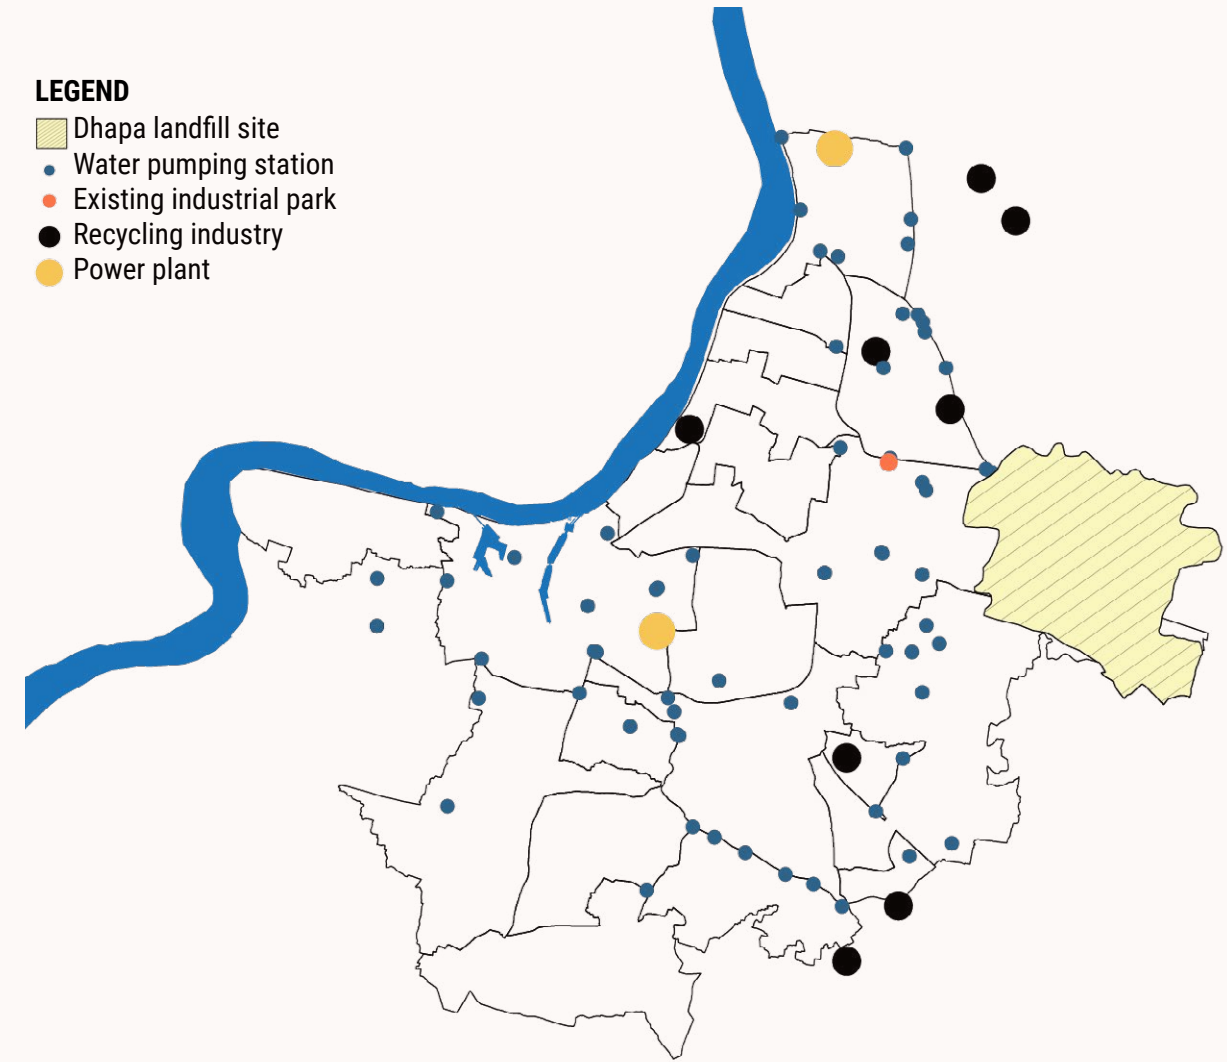 LEGEND
Dhapa landfill site
Water pumping station
Existing industrial park
Recycling industry
Power plant